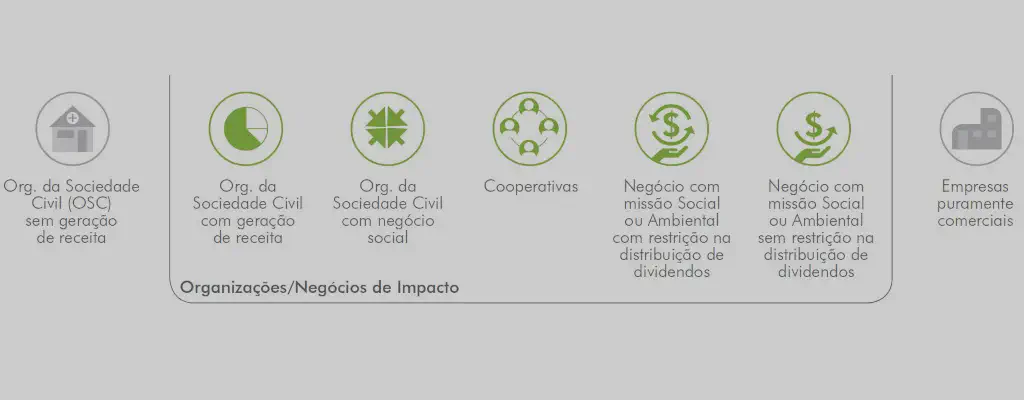 Org. da Sociedade
Civil (OSC)
sem geração
de receita
Org. da
Sociedade Civil
com geração
de receita
Org. da
Sociedade Civil
com negócio
social
Cooperativas
Negócio com
missão Social
ou Ambiental
com restrição na
distribuição de
dividendos
Negócio com
missão Social
ou Ambiental
sem restrição na
distribuição de
dividendos
Empresas
puramente
comerciais
Organizações/Negócios de Impacto